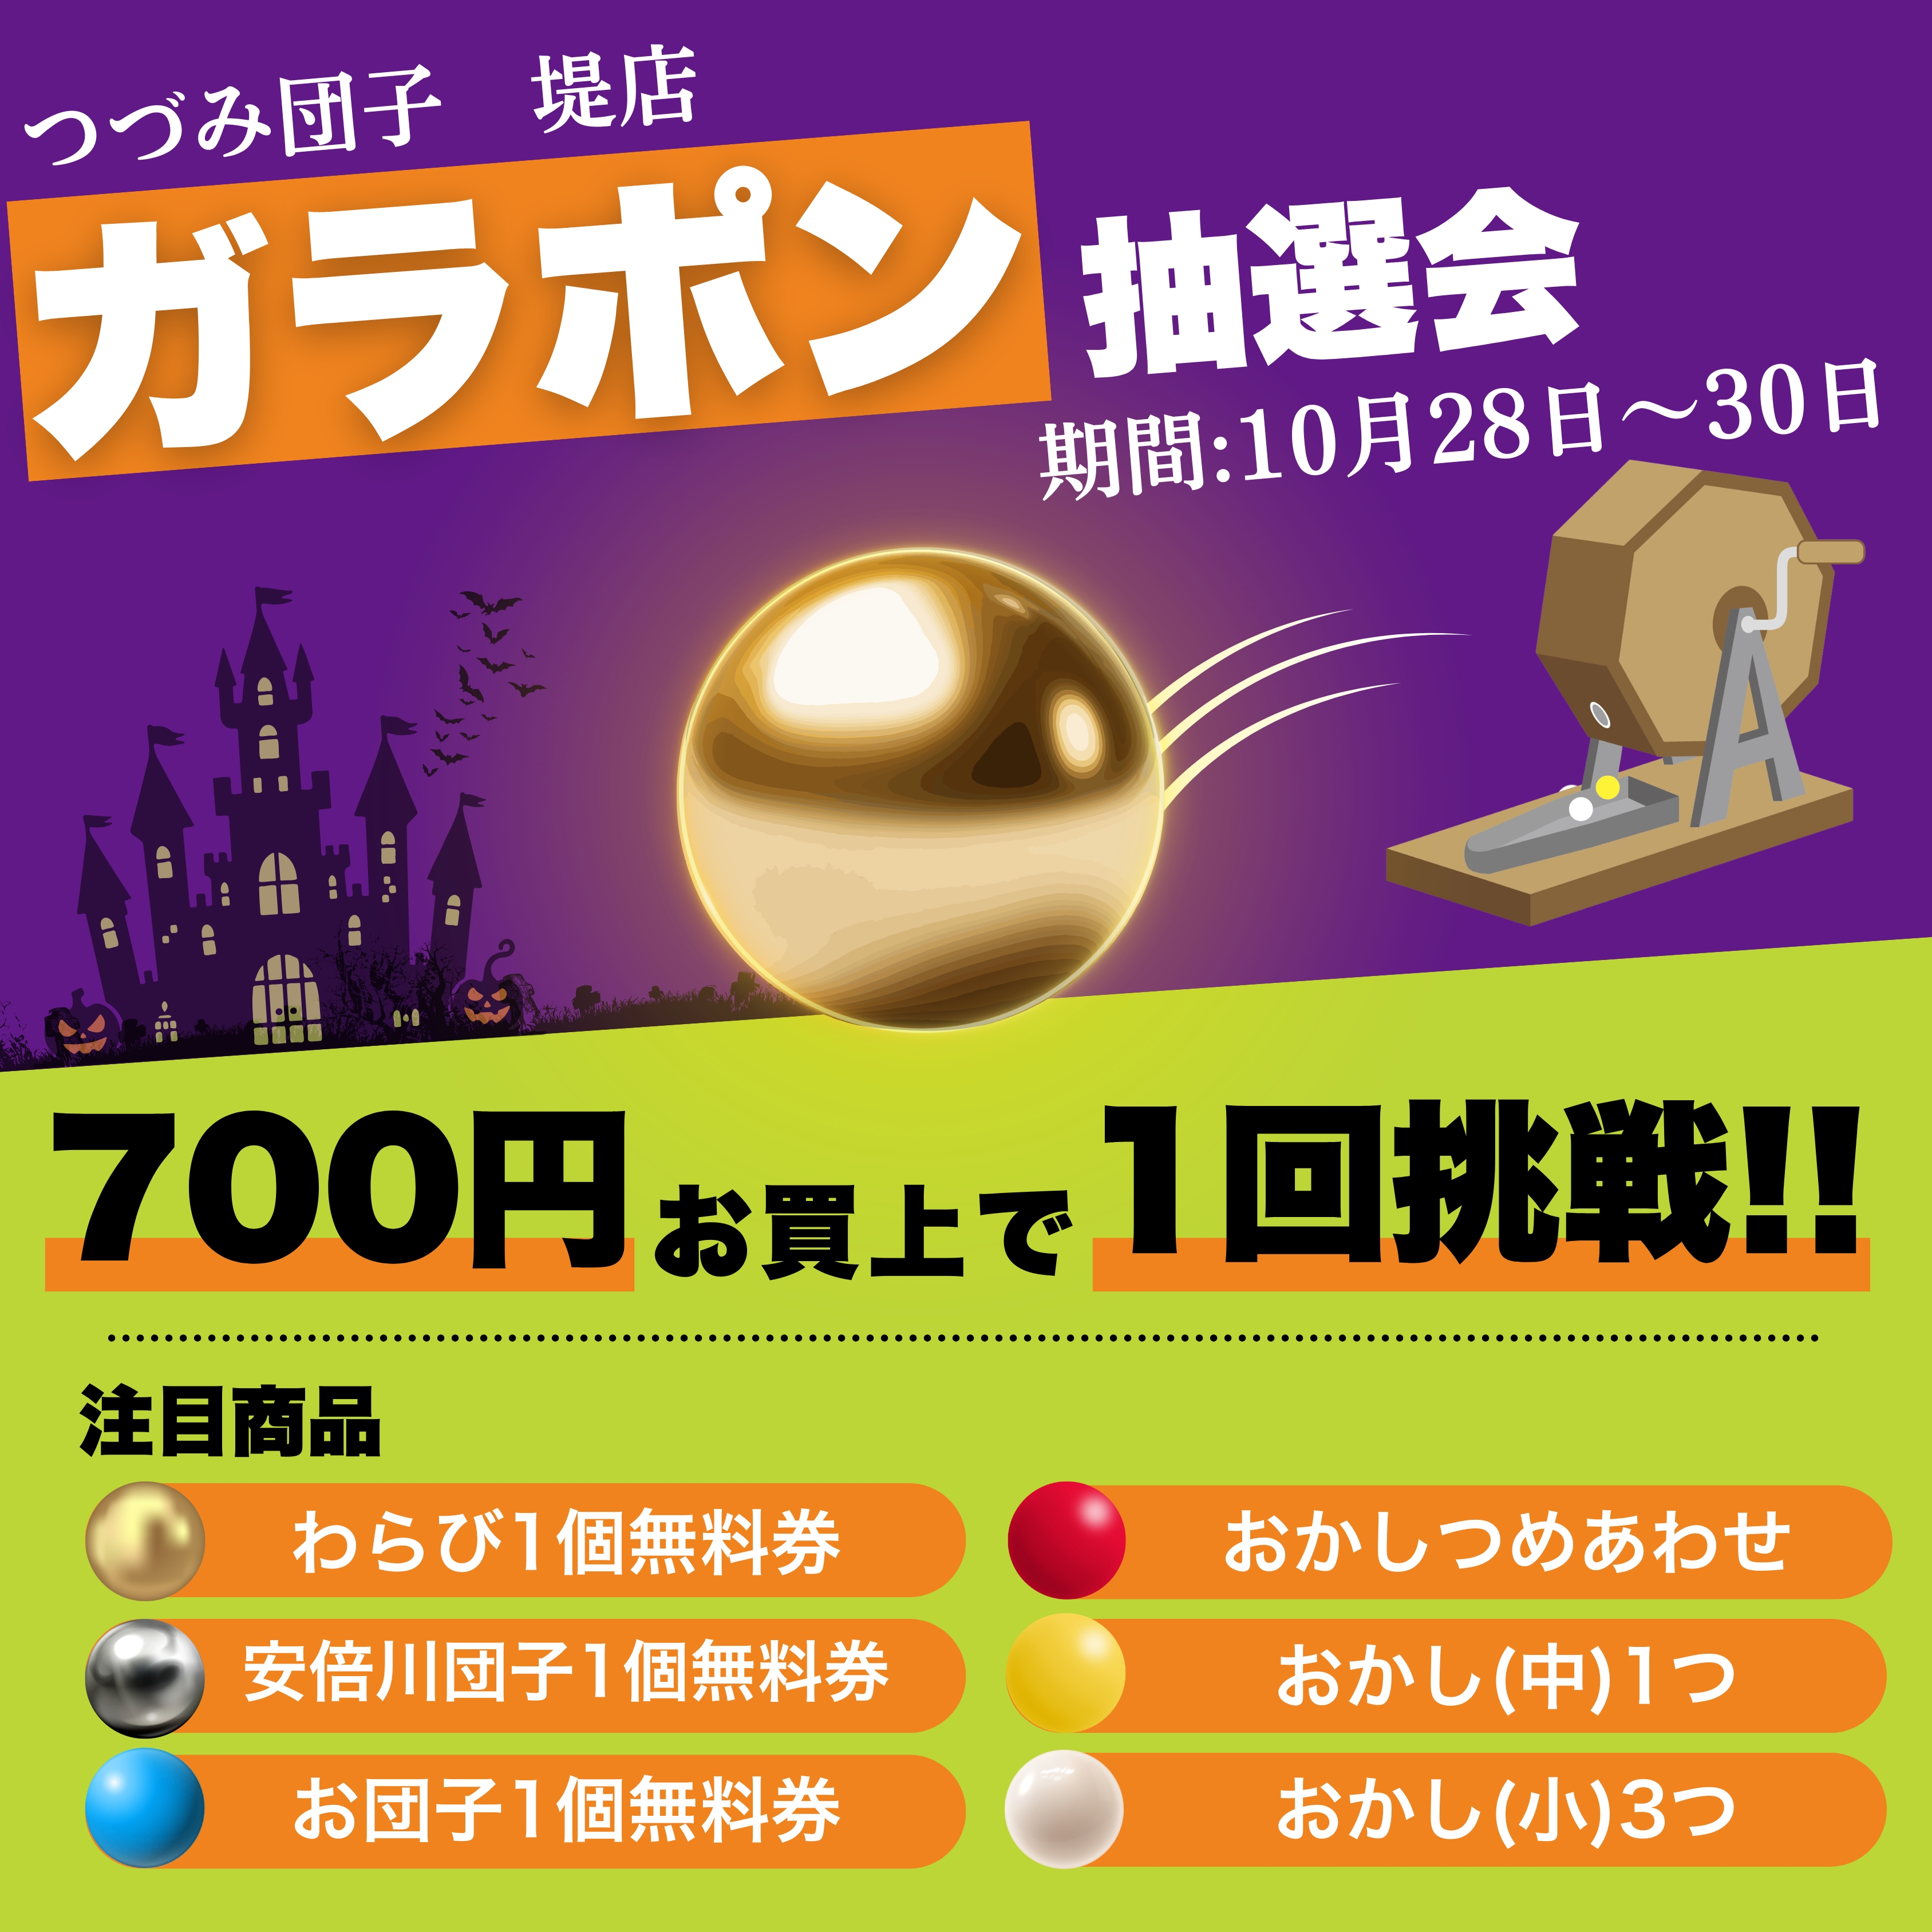 つづみ団子　堤店
ガラポン 抽選会
期間:10月28日〜30日
700円お買上で1回挑戦!!
注目商品
わらび1個無料券
おかしつめあわせ
安倍川団子1個無料券
おかし(中)1つ
お団子1個無料券
おかし(小)3つ